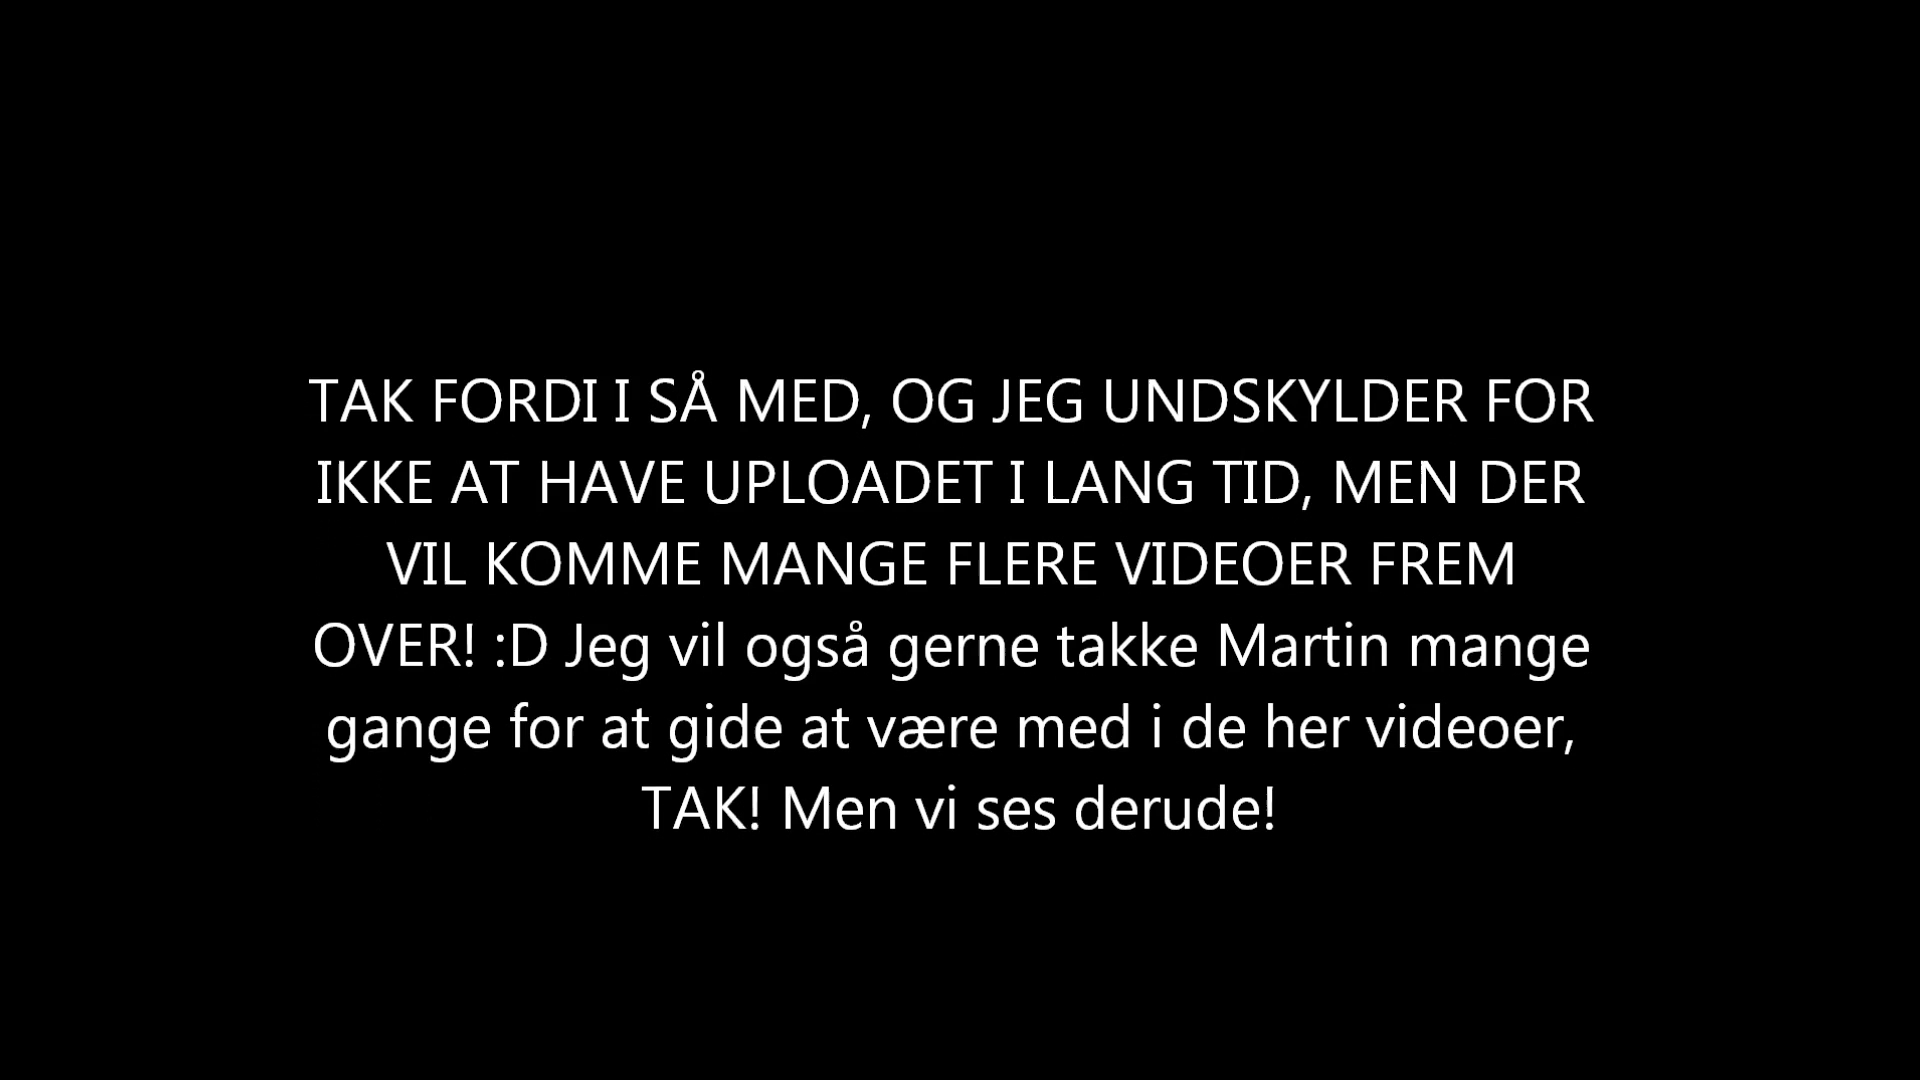 TAK FORDI I SÅ MED, OG JEG UNDSKYLDER FOR
IKKE AT HAVE UPLOADET I LANG TID, MEN DER
VIL KOMME MANGE FLERE VIDEOER FREM
OVER! :D Jeg vil også gerne takke Martin mange
gange for at gide at være med i de her videoer,
TAK! Men vi ses derude!